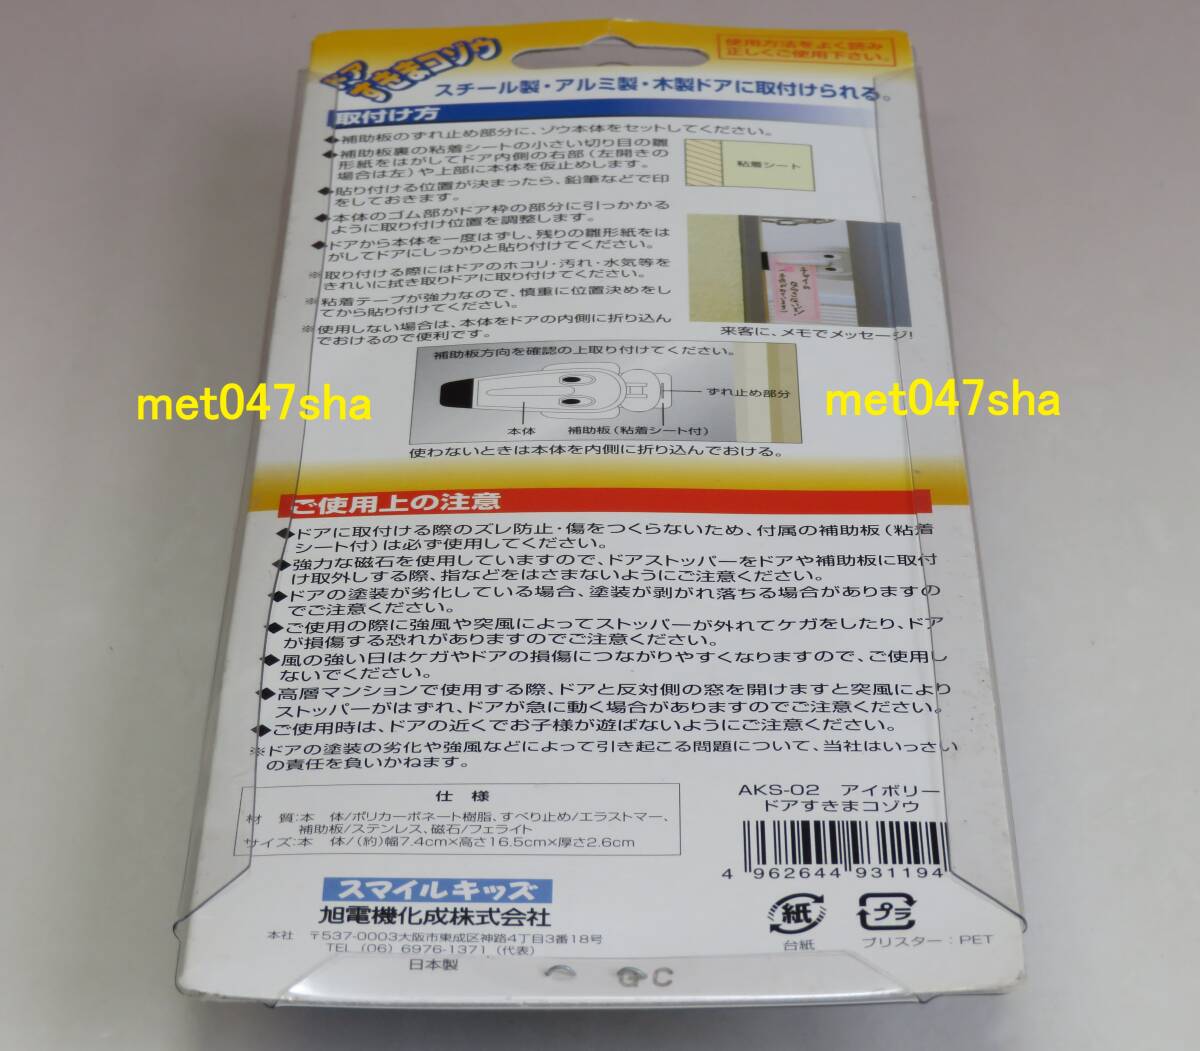 ドアすきまコゾウ
使用方法をよく読み
正しくご使用下さい。
スチール製・アルミ製・木製ドアに取付けられる。
取付け方
◆補助板のずれ止め部分に、ゾウ本体をセットしてください。
◆補助板裏の粘着シートの小さい切り目の雛
形紙をはがしてドア内側の右部(左開きの
場合は左)や上部に本体を仮止めします。
◆貼り付ける位置が決まったら、鉛筆などで印
をしておきます。
◆本体のゴム部がドア枠の部分に引っかかる
ように取り付け位置を調整します。
◆ドアから本体を一度はずし、残りの雛形紙をは
がしてドアにしっかりと貼り付けてください。
※取り付ける際にはドアのホコリ・汚れ・水気等を
きれいに拭き取りドアに取り付けてください。
※粘着テープが強力なので、慎重に位置決めをし
てから貼り付けてください。
※使用しない場合は、本体をドアの内側に折り込ん
でおけるので便利です。
粘着シート
来客に、メモでメッセージ!
補助板方向を確認の上取り付けてください。
ずれ止め部分
本体 補助板(粘着シート付)
使わないときは本体を内側に折り込んでおける。
met047sha
met047sha
ご使用上の注意
◆ドアに取付ける際のズレ防止・傷をつくらないため、付属の補助板(粘着
シート付)は必ず使用してください。
◆強力な磁石を使用していますので、ドアストッパーをドアや補助板に取付
け取外しする際、指などをはさまないようにご注意ください。
◆ドアの塗装が劣化している場合、塗装が剥がれ落ちる場合がありますの
でご注意ください。
◆ご使用の際に強風や突風によってストッパーが外れてケガをしたり、ドア
が損傷する恐れがありますのでご注意ください。
◆風の強い日はケガやドアの損傷につながりやすくなりますので、ご使用し
ないでください。
◆高層マンションで使用する際、ドアと反対側の窓を開けますと突風により
ストッパーがはずれ、ドアが急に動く場合がありますのでご注意ください。
◆ご使用時は、ドアの近くでお子様が遊ばないようにご注意ください。
※ドアの塗装の劣化や強風などによって引き起こる問題について、当社はいっさい
の責任を負いかねます。
仕 様
材 質:本 体/ポリカーボネート樹脂、すべり止め/エラストマー、
補助板/ステンレス、磁石/フェライト
サイズ:本 体/(約)幅7.4cm×高さ16.5cm×厚さ2.6cm
AKS-02 アイボリー
ドアすきまコゾウ
4 962644 931194
スマイルキッズ
旭電機化成株式会社
本社 〒537-0003大阪市東成区神路4丁目3番18号
TEL (06) 6976-1371 (代表)
日本製
紙
台紙
プラ
ブリスター:PET